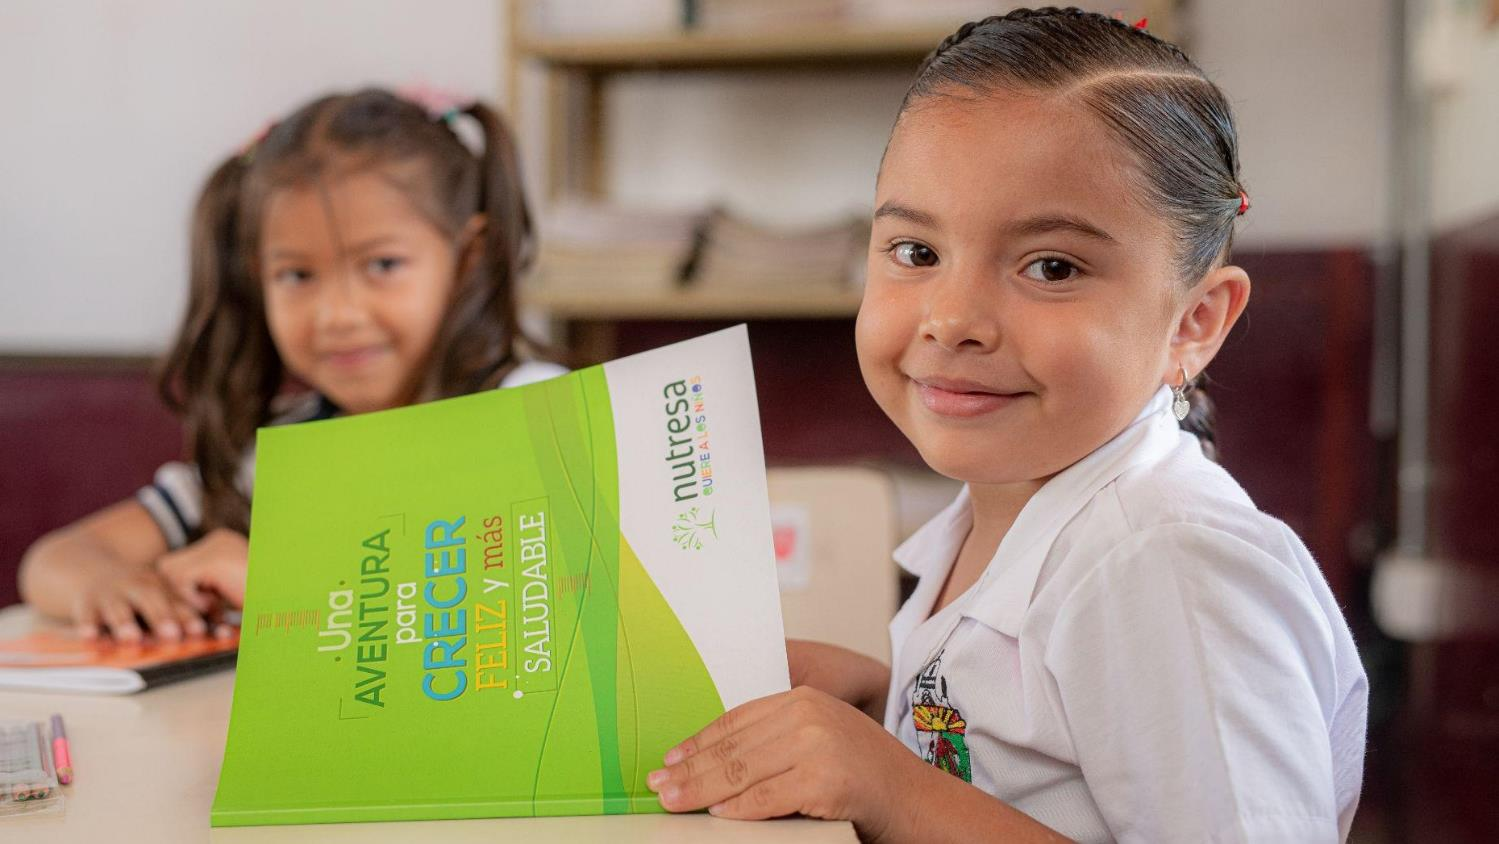 nutresa
QUIERE A LOS NIÑOS
Una
AVENTURA
para
CRECER
FELIZ y más
SALUDABLE